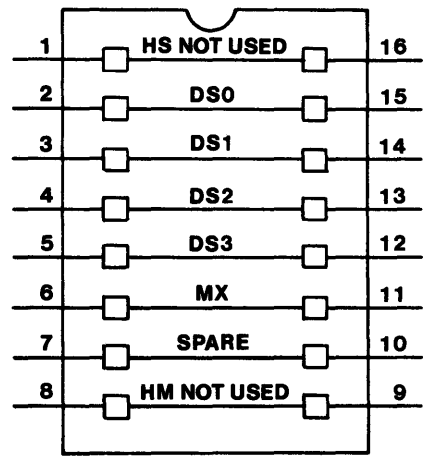 1 HS NOT USED 16
2 DS0 15
3 DS1 14
4 DS2 13
5 DS3 12
6 MX 11
7 SPARE 10
8 HM NOT USED 9